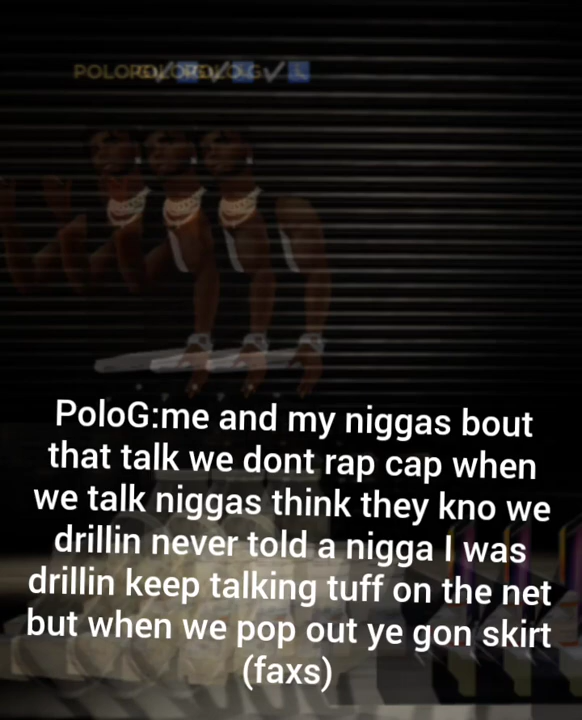 POLO G
PoloG:me and my niggas bout
that talk we dont rap cap when
we talk niggas think they kno we
drillin never told a nigga I was
drillin keep talking tuff on the net
but when we pop out ye gon skirt
(faxs)